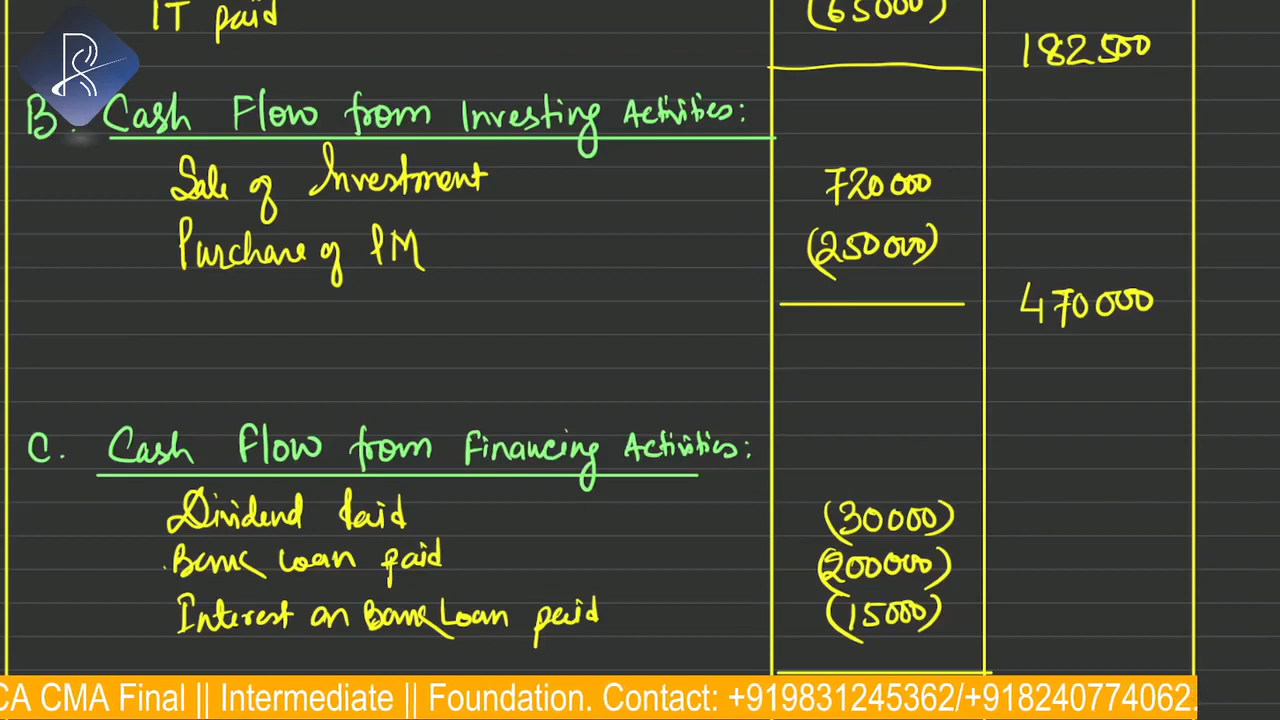 IT paid (65000)
182500
B. Cash Flow from Investing Activities:
Sale of Investment 720000
Purchase of PM (250000)
470000
C. Cash Flow from Financing Activities:
Dividend Paid (30000)
Bank Loan paid (200000)
Interest on Bank Loan paid (15000)
CA CMA Final || Intermediate || Foundation. Contact: +919831245362/+918240774062.